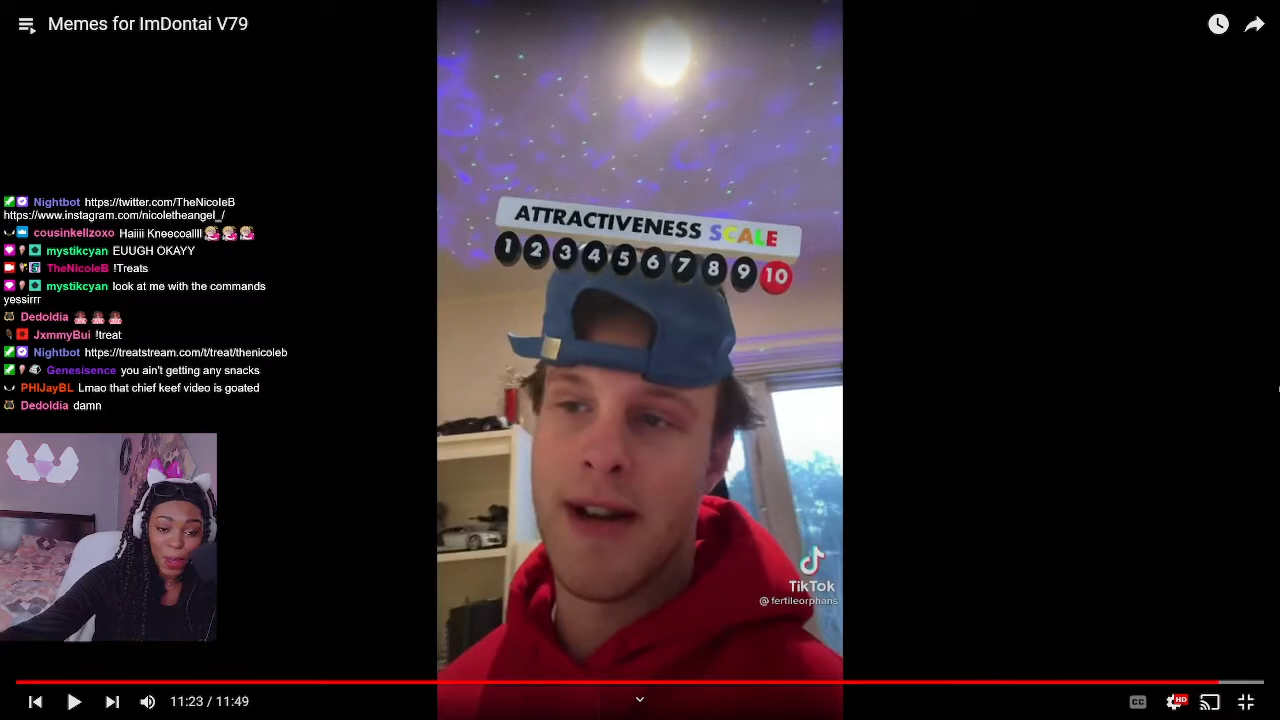 Memes for ImDontai V79
ATTRACTIVENESS SCALE
1 2 3 4 5 6 7 8 9 10
Nightbot https://twitter.com/TheNicoleB
https://www.instagram.com/nicoletheangel_/
cousinkellzoxo Haiiii Kneecoallll
mystikcyan EUUGH OKAYY
TheNicoleB !Treats
mystikcyan look at me with the commands
yessirrr
Dedoldia
JxmmyBui !treat
Nightbot https://treatstream.com/t/treat/thenicoleb
Genesisence you ain't getting any snacks
PHIJayBL Lmao that chief keef video is goated
Dedoldia damn
TikTok
@fertileorphans
11:23 / 11:49
CC
HD